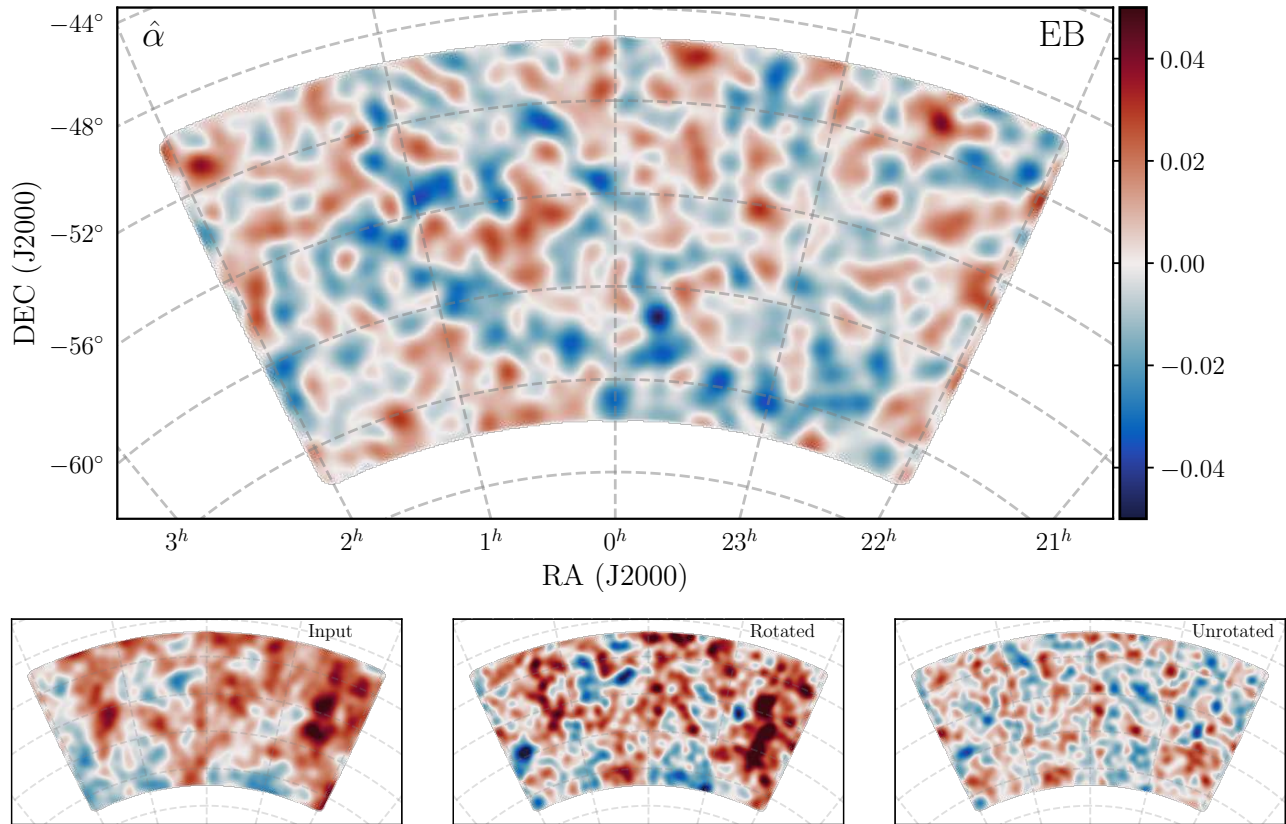 α̂
EB
−44°
−48°
−52°
−56°
−60°
DEC (J2000)
3ʰ 2ʰ 1ʰ 0ʰ 23ʰ 22ʰ 21ʰ
RA (J2000)
0.04
0.02
0.00
−0.02
−0.04
Input
Rotated
Unrotated